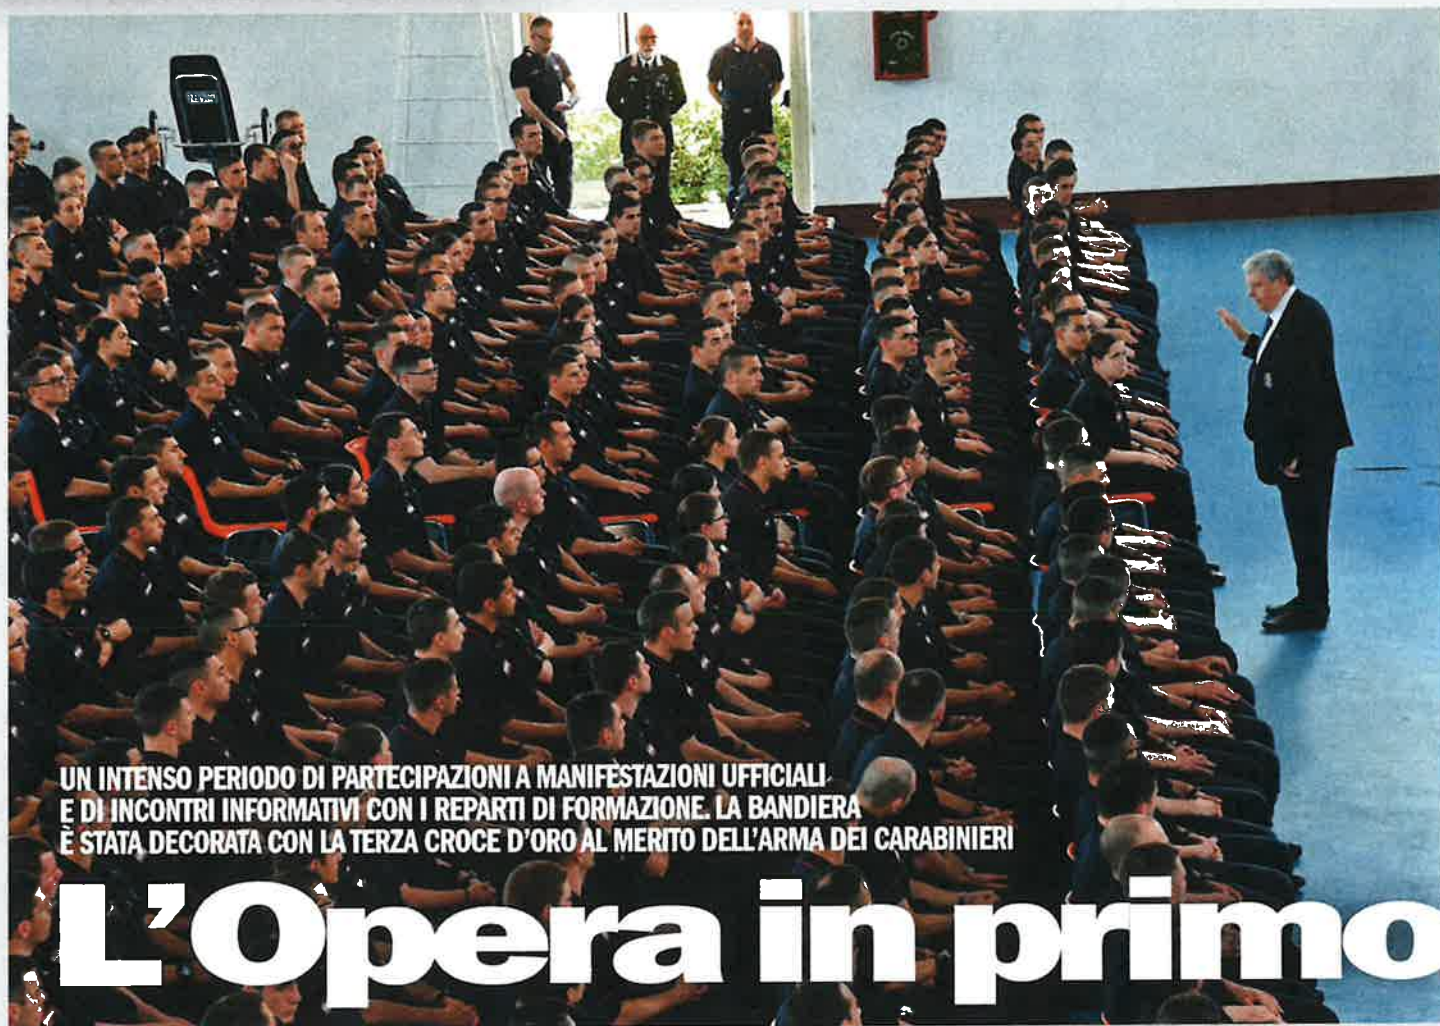 UN INTENSO PERIODO DI PARTECIPAZIONI A MANIFESTAZIONI UFFICIALI
E DI INCONTRI INFORMATIVI CON I REPARTI DI FORMAZIONE. LA BANDIERA
È STATA DECORATA CON LA TERZA CROCE D'ORO AL MERITO DELL'ARMA DEI CARABINIERI
L'Opera in primo